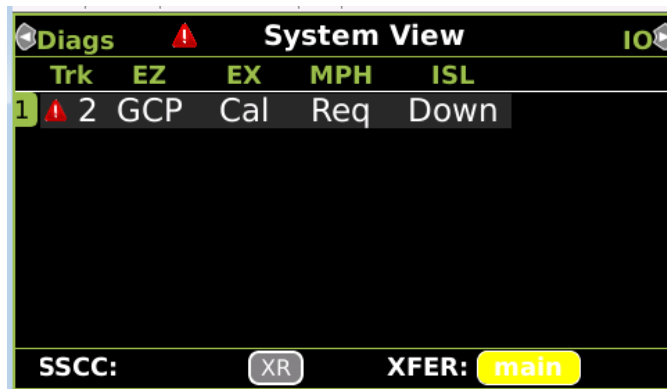 Diags System View IO
Trk EZ EX MPH ISL
1 2 GCP Cal Req Down
SSCC: XR XFER: main